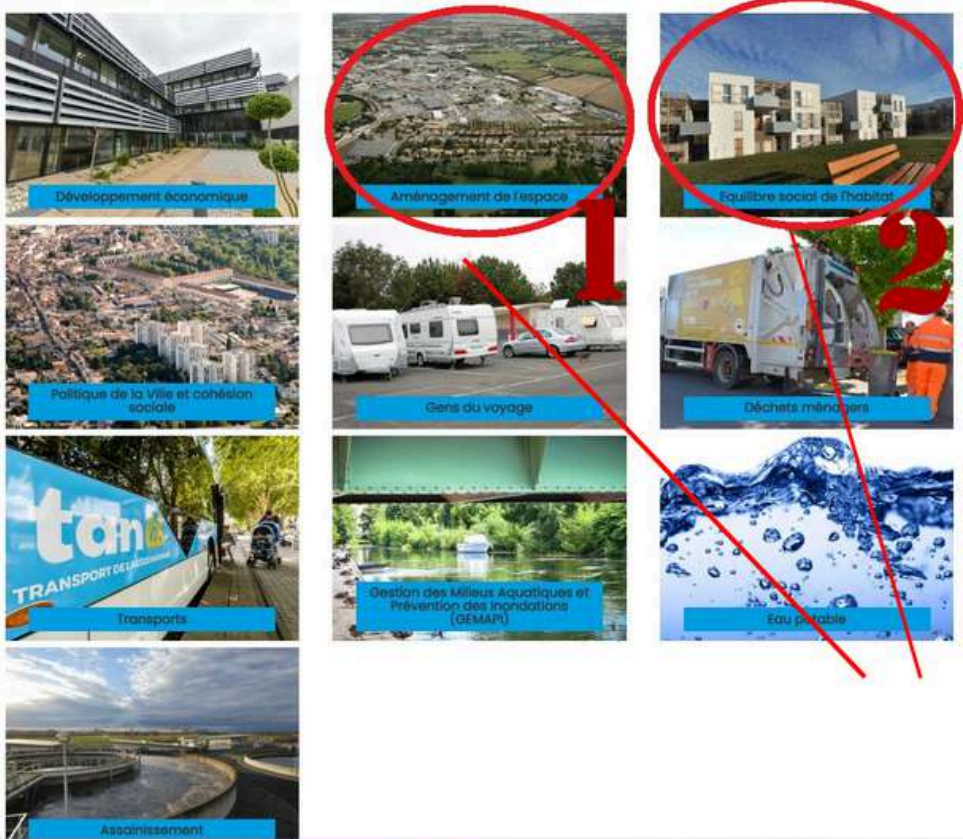 Développement économique
Aménagement de l'espace
Equilibre social de l'habitat
1
2
Politique de la Ville et cohésion
sociale
Gens du voyage
Déchets ménagers
tanlib
TRANSPORT DE L'AGGLO
Transports
Gestion des Milieux Aquatiques et
Prévention des Inondations
(GEMAPI)
Eau potable
Assainissement